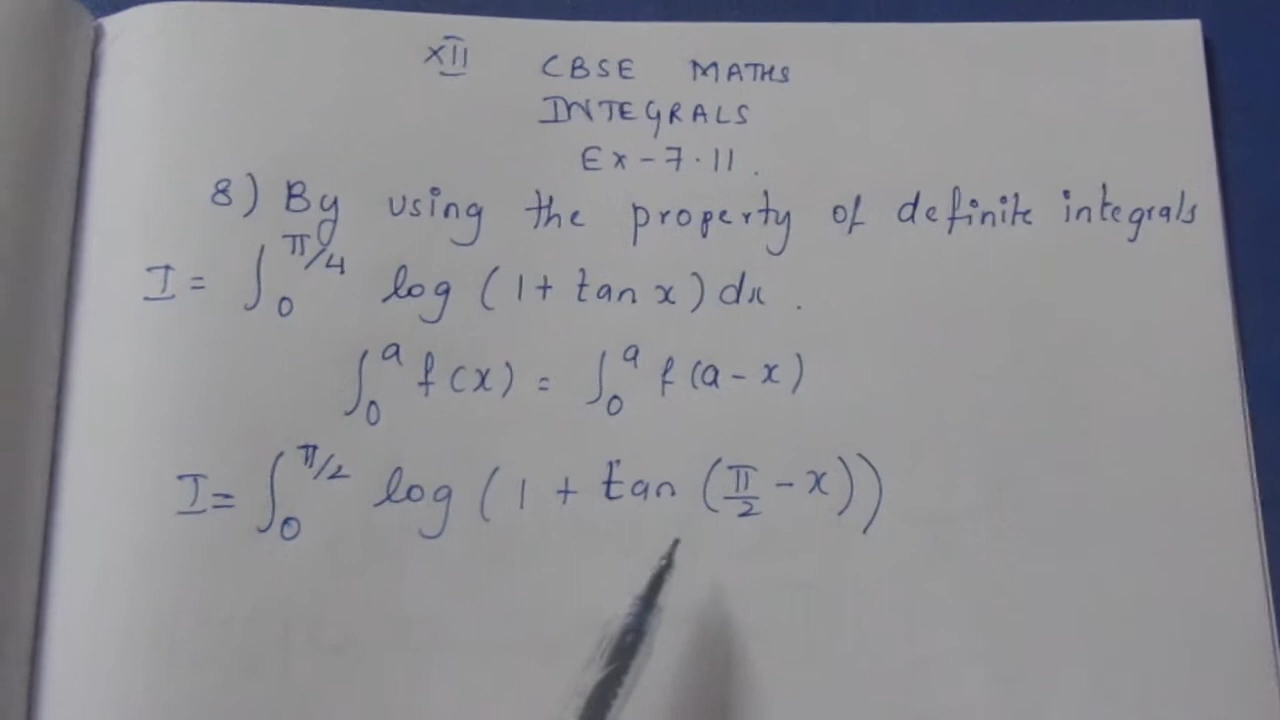 XII CBSE MATHS
INTEGRALS
Ex-7.11.
8) By using the property of definite integrals
I = ∫₀^π/4 log (1 + tan x) dx .
∫₀^a f(x) = ∫₀^a f(a - x)
I = ∫₀^π/2 log (1 + tan (π/2 - x))